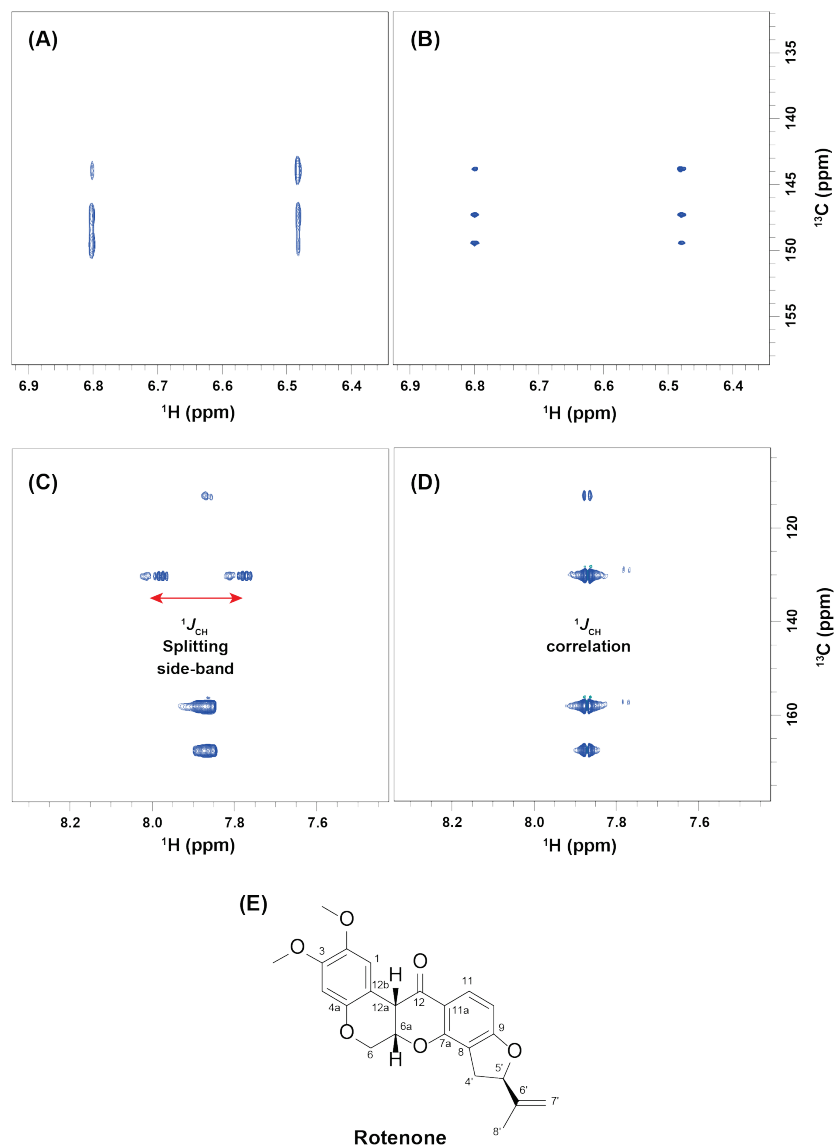 (A)
(B)
135
140
145
150
155
¹³C (ppm)
6.9 6.8 6.7 6.6 6.5 6.4
6.9 6.8 6.7 6.6 6.5 6.4
¹H (ppm)
¹H (ppm)
(C)
(D)
¹J_CH
Splitting
side-band
¹J_CH
correlation
120
140
160
¹³C (ppm)
8.2 8.0 7.8 7.6
8.2 8.0 7.8 7.6
¹H (ppm)
¹H (ppm)
(E)
O
O
3
1
H
O
11
12b
12a
12
11a
4a
6a
9
O
6
H
O
7a
8
O
4'
5'
6'
7'
8'
Rotenone